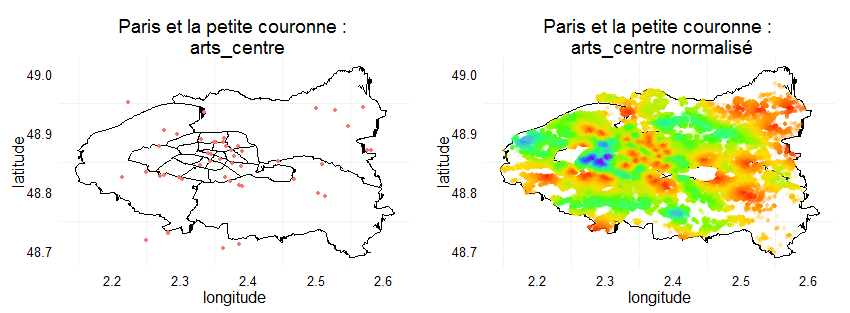 Paris et la petite couronne :
arts_centre
49.0
48.9
48.8
48.7
latitude
2.2 2.3 2.4 2.5 2.6
longitude
Paris et la petite couronne :
arts_centre normalisé
49.0
48.9
48.8
48.7
latitude
2.2 2.3 2.4 2.5 2.6
longitude